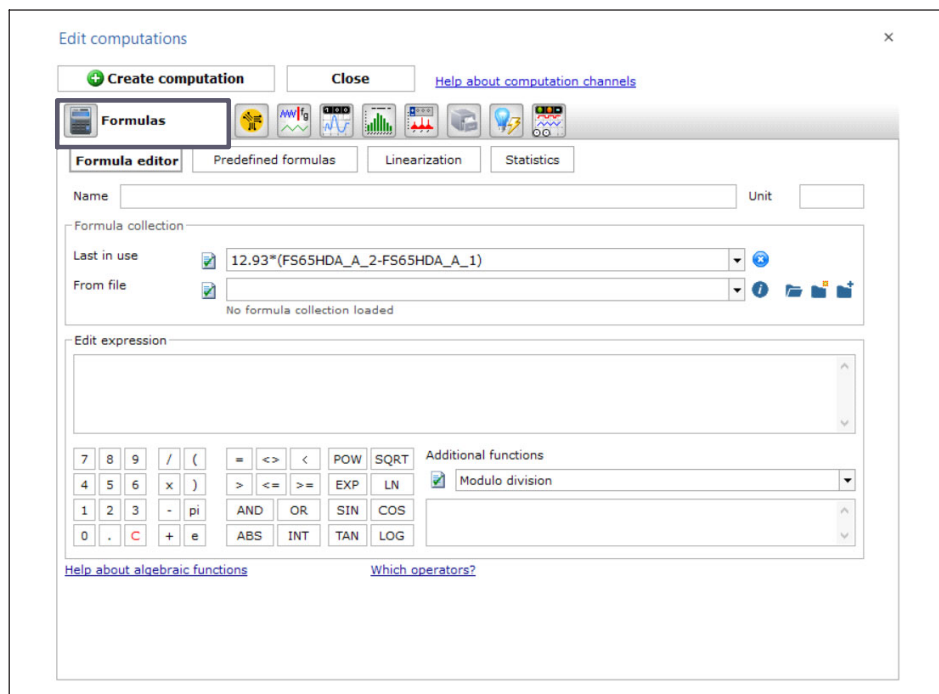 Edit computations
Create computation Close Help about computation channels
Formulas
Formula editor Predefined formulas Linearization Statistics
Name Unit
Formula collection
Last in use 12.93*(FS65HDA_A_2-FS65HDA_A_1)
From file
No formula collection loaded
Edit expression
7 8 9 / ( = <> < POW SQRT Additional functions
4 5 6 x ) > <= >= EXP LN Modulo division
1 2 3 - pi AND OR SIN COS
0 . C + e ABS INT TAN LOG
Help about algebraic functions Which operators?